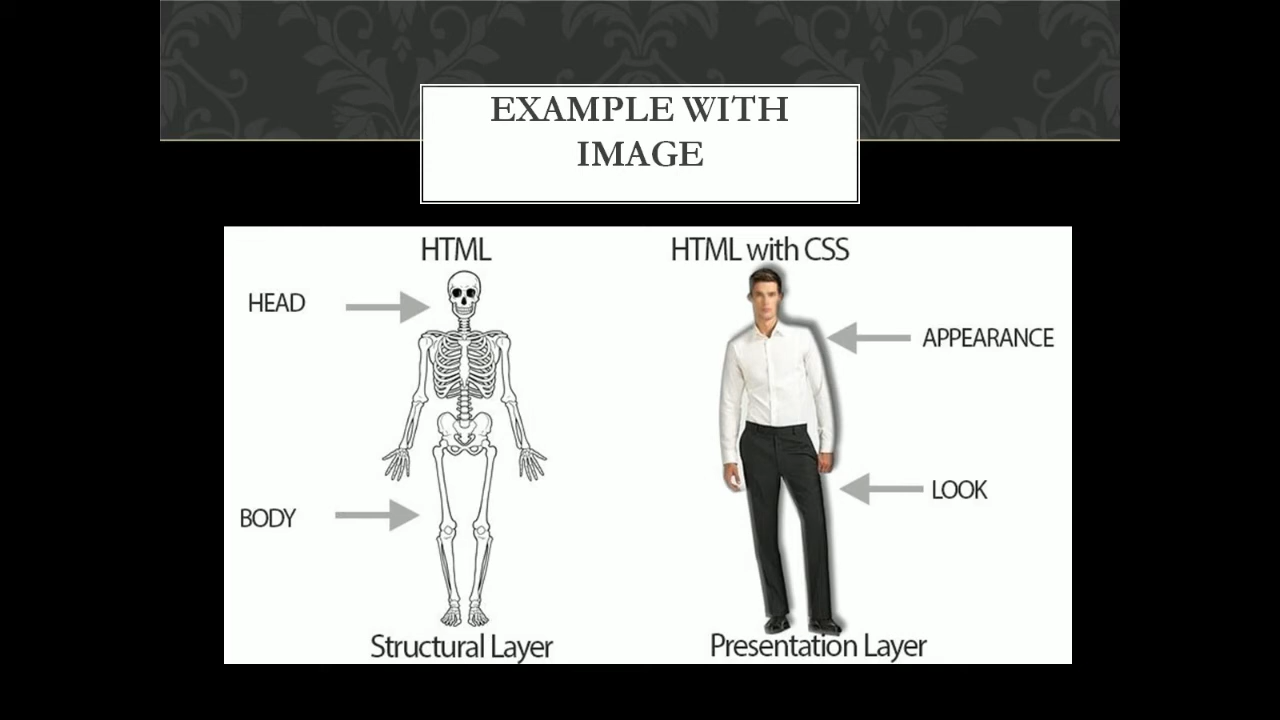 EXAMPLE WITH
IMAGE
HTML
HTML with CSS
HEAD
APPEARANCE
BODY
LOOK
Structural Layer
Presentation Layer